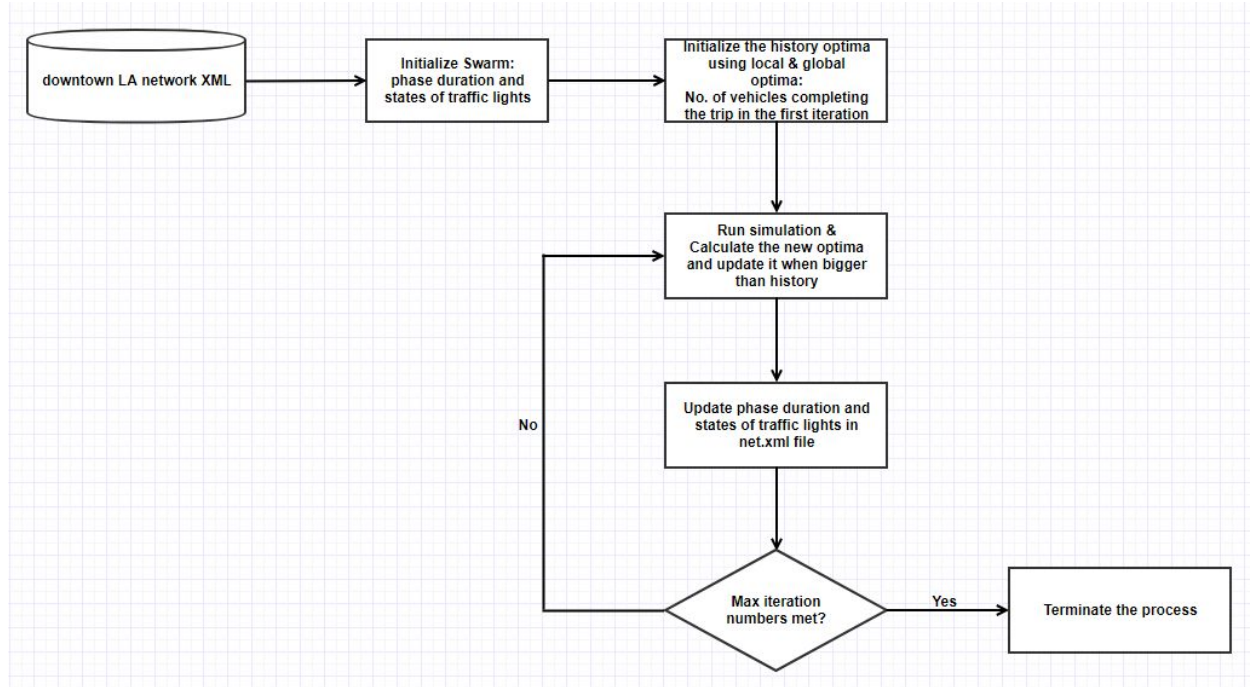 downtown LA network XML
Initialize Swarm:
phase duration and
states of traffic lights
Initialize the history optima
using local & global
optima:
No. of vehicles completing
the trip in the first iteration
Run simulation &
Calculate the new optima
and update it when bigger
than history
Update phase duration and
states of traffic lights in
net.xml file
No
Max iteration
numbers met?
Yes
Terminate the process